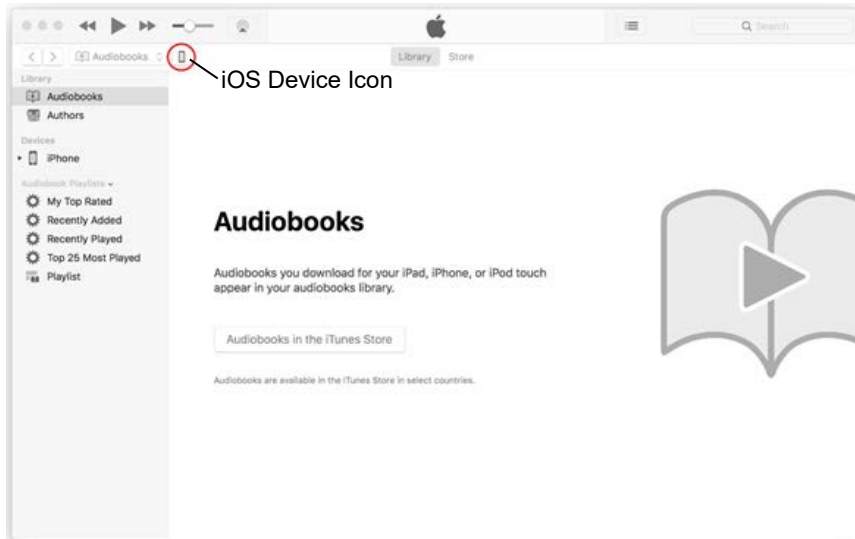 Search
Audiobooks
Library Store
iOS Device Icon
Library
Audiobooks
Authors
Devices
iPhone
Audiobook Playlists
My Top Rated
Recently Added
Recently Played
Top 25 Most Played
Playlist
Audiobooks
Audiobooks you download for your iPad, iPhone, or iPod touch
appear in your audiobooks library.
Audiobooks in the iTunes Store
Audiobooks are available in the iTunes Store in select countries.